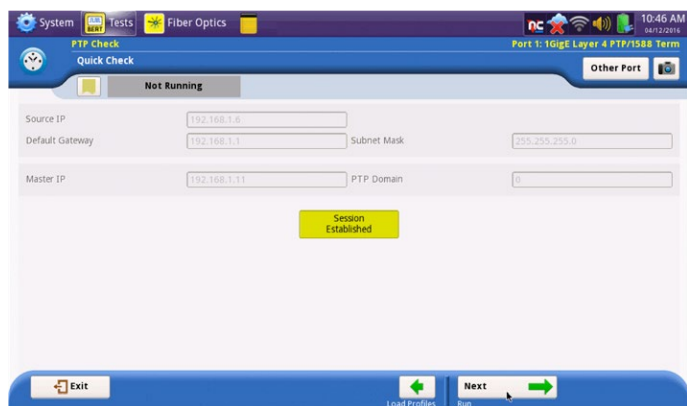 System Tests Fiber Optics 10:46 AM
BERT nc 04/12/2016
PTP Check Port 1: 1GigE Layer 4 PTP/1588 Term
Quick Check Other Port
Not Running
Source IP 192.168.1.6
Default Gateway 192.168.1.1 Subnet Mask 255.255.255.0
Master IP 192.168.1.11 PTP Domain 0
Session
Established
Exit Next
Load Profiles Run